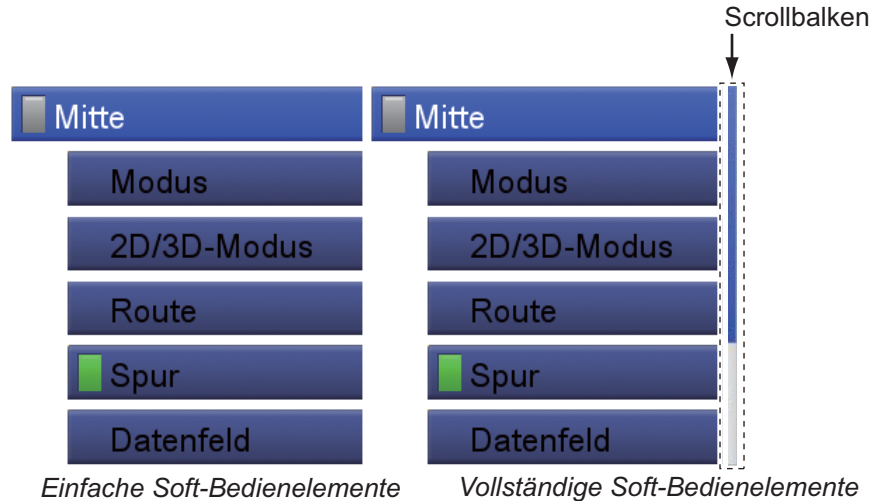 Scrollbalken
Mitte
Modus
2D/3D-Modus
Route
Spur
Datenfeld
Einfache Soft-Bedienelemente
Mitte
Modus
2D/3D-Modus
Route
Spur
Datenfeld
Vollständige Soft-Bedienelemente